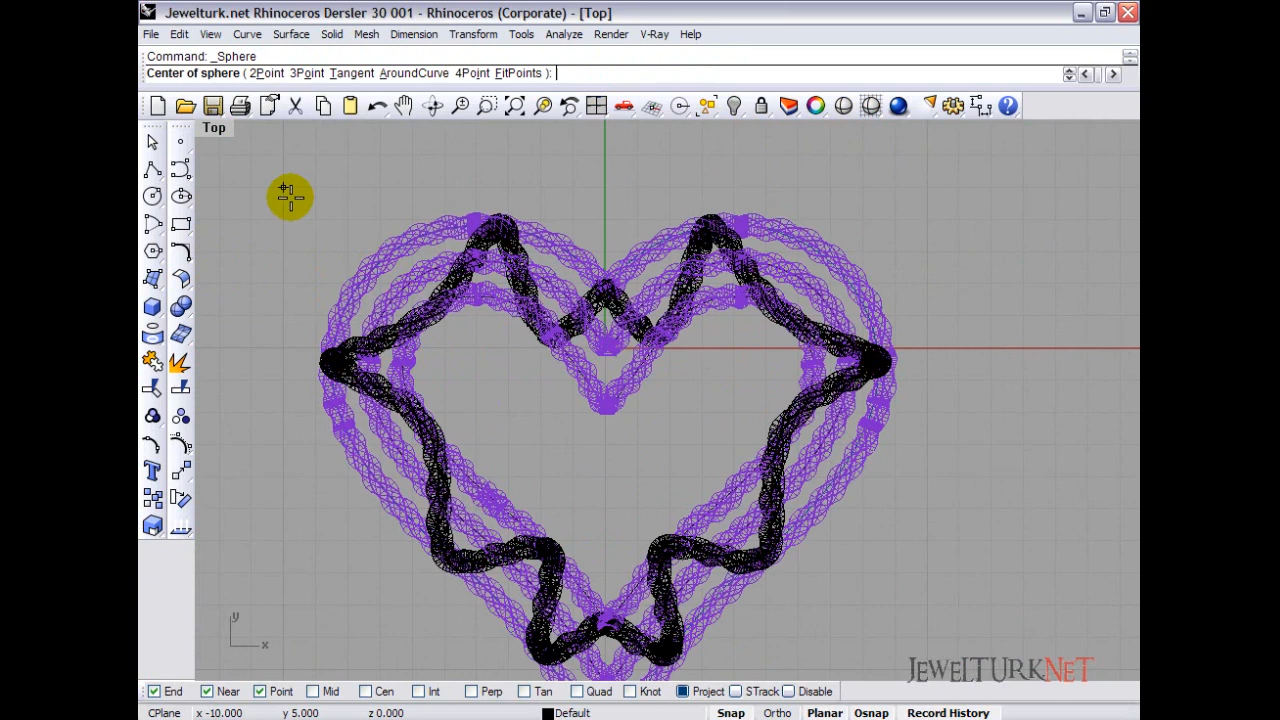 Jewelturk.net Rhinoceros Dersler 30 001 - Rhinoceros (Corporate) - [Top]
File Edit View Curve Surface Solid Mesh Dimension Transform Tools Analyze Render V-Ray Help
Command: _Sphere
Center of sphere ( 2Point 3Point Tangent AroundCurve 4Point FitPoints ):
Top
y
x
JEWELTURKNET
End Near Point Mid Cen Int Perp Tan Quad Knot Project STrack Disable
CPlane x -10.000 y 5.000 z 0.000 Default Snap Ortho Planar Osnap Record History